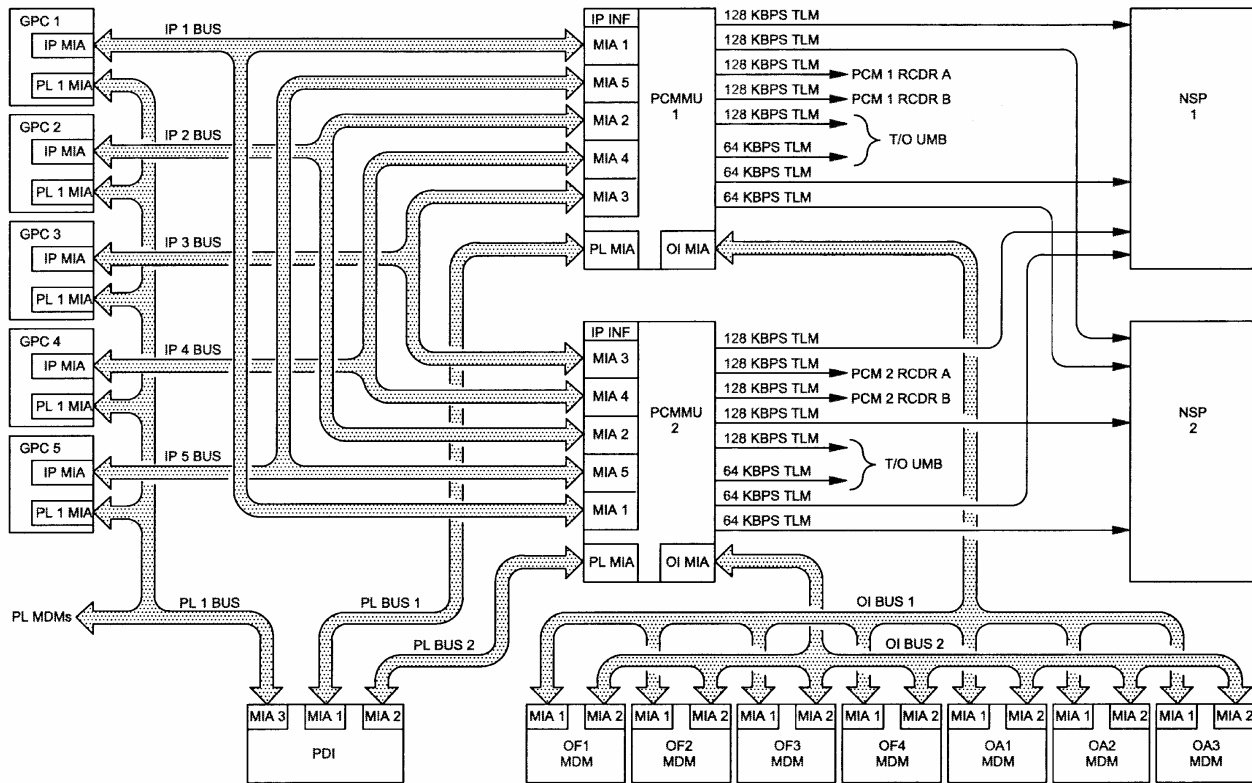 GPC 1
IP MIA
PL 1 MIA
GPC 2
IP MIA
PL 1 MIA
GPC 3
IP MIA
PL 1 MIA
GPC 4
IP MIA
PL 1 MIA
GPC 5
IP MIA
PL 1 MIA
IP 1 BUS
IP 2 BUS
IP 3 BUS
IP 4 BUS
IP 5 BUS
IP INF
MIA 1
MIA 5
MIA 2
MIA 4
MIA 3
PL MIA
OI MIA
PCMMU
1
128 KBPS TLM
128 KBPS TLM
128 KBPS TLM
PCM 1 RCDR A
128 KBPS TLM
PCM 1 RCDR B
128 KBPS TLM
T/O UMB
64 KBPS TLM
64 KBPS TLM
64 KBPS TLM
NSP
1
IP INF
MIA 3
MIA 4
MIA 2
MIA 5
MIA 1
PL MIA
OI MIA
PCMMU
2
128 KBPS TLM
128 KBPS TLM
PCM 2 RCDR A
128 KBPS TLM
PCM 2 RCDR B
128 KBPS TLM
128 KBPS TLM
T/O UMB
64 KBPS TLM
64 KBPS TLM
64 KBPS TLM
NSP
2
PL MDMs
PL 1 BUS
PL BUS 1
PL BUS 2
OI BUS 1
OI BUS 2
MIA 3
MIA 1
MIA 2
PDI
MIA 1
MIA 2
OF1
MDM
MIA 1
MIA 2
OF2
MDM
MIA 1
MIA 2
OF3
MDM
MIA 1
MIA 2
OF4
MDM
MIA 1
MIA 2
OA1
MDM
MIA 1
MIA 2
OA2
MDM
MIA 1
MIA 2
OA3
MDM